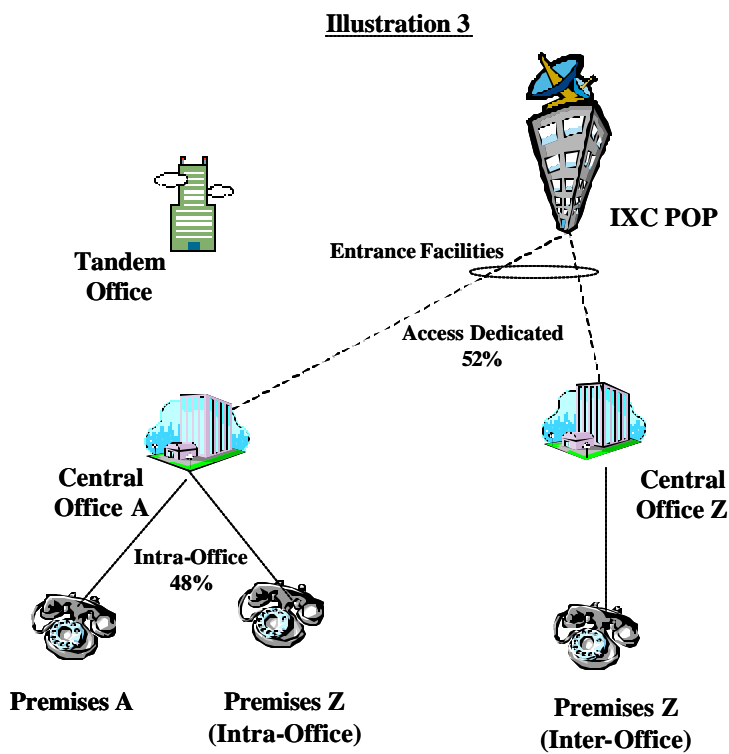 Illustration 3
IXC POP
Entrance Facilities
Tandem
Office
Access Dedicated
52%
Central
Office A
Central
Office Z
Intra-Office
48%
Premises A
Premises Z
(Intra-Office)
Premises Z
(Inter-Office)